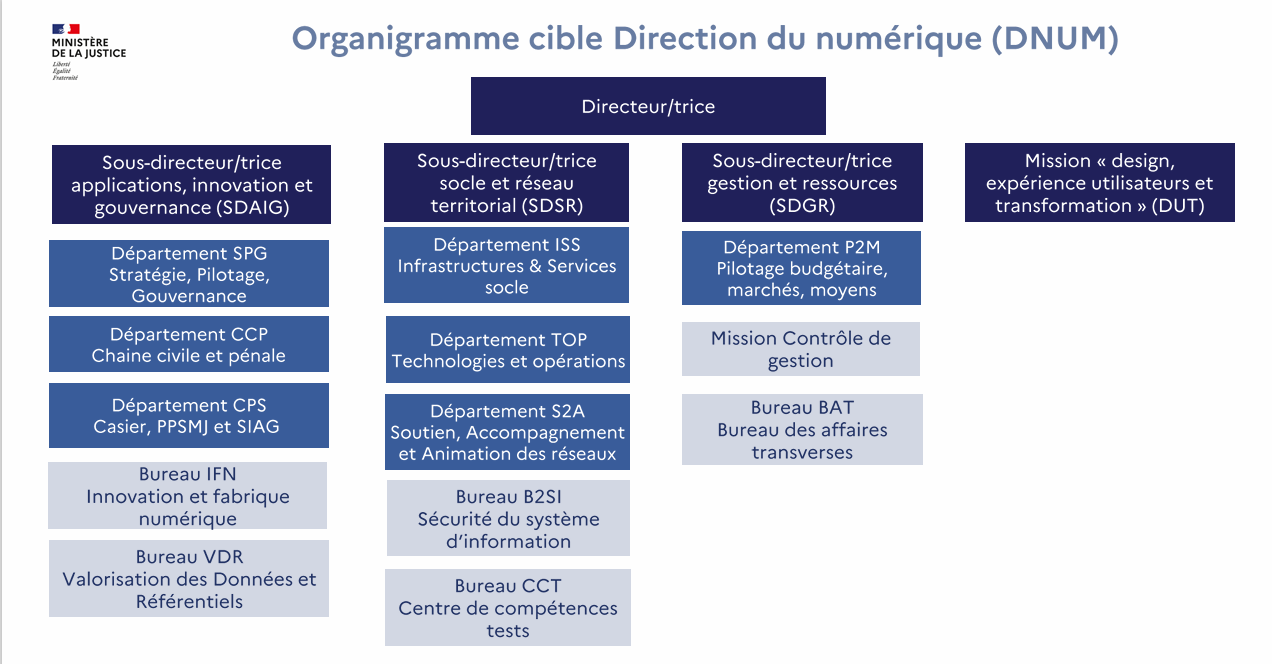 MINISTÈRE
DE LA JUSTICE
Liberté
Égalité
Fraternité
Organigramme cible Direction du numérique (DNUM)
Directeur/trice
Sous-directeur/trice
applications, innovation et
gouvernance (SDAIG)
Département SPG
Stratégie, Pilotage,
Gouvernance
Département CCP
Chaine civile et pénale
Département CPS
Casier, PPSMJ et SIAG
Bureau IFN
Innovation et fabrique
numérique
Bureau VDR
Valorisation des Données et
Référentiels
Sous-directeur/trice
socle et réseau
territorial (SDSR)
Département ISS
Infrastructures & Services
socle
Département TOP
Technologies et opérations
Département S2A
Soutien, Accompagnement
et Animation des réseaux
Bureau B2SI
Sécurité du système
d’information
Bureau CCT
Centre de compétences
tests
Sous-directeur/trice
gestion et ressources
(SDGR)
Département P2M
Pilotage budgétaire,
marchés, moyens
Mission Contrôle de
gestion
Bureau BAT
Bureau des affaires
transverses
Mission « design,
expérience utilisateurs et
transformation » (DUT)